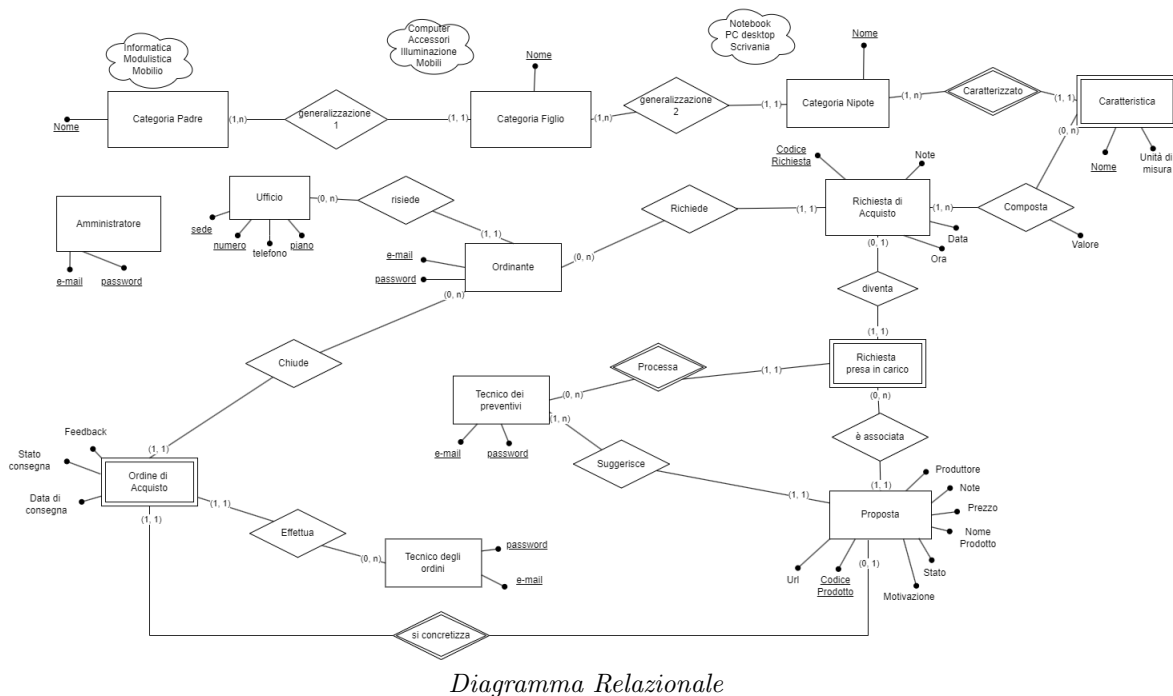 Informatica
Modulistica
Mobilio
Computer
Accessori
Illuminazione
Mobili
Notebook
PC desktop
Scrivania
Nome
Nome
Nome
Categoria Padre
(1,n)
generalizzazione
1
(1, 1)
Categoria Figlio
(1,n)
generalizzazione
2
(1, 1)
Categoria Nipote
(1, n)
Caratterizzato
(1, 1)
Caratteristica
(0, n)
Nome
Unità di
misura
Amministratore
e-mail
password
Ufficio
sede
numero
telefono
piano
(0, n)
risiede
(1, 1)
Ordinante
e-mail
password
(0, n)
Richiede
(1, 1)
Codice
Richiesta
Note
Richiesta di
Acquisto
(1, n)
Composta
Valore
Data
Ora
(0, 1)
diventa
(1, 1)
(0, n)
Chiude
(1, 1)
Richiesta
presa in carico
(1, 1)
Processa
(0, n)
Tecnico dei
preventivi
e-mail
password
(1, n)
Suggerisce
(1, 1)
(0, n)
è associata
(1, 1)
Feedback
Stato
consegna
Data di
consegna
Ordine di
Acquisto
(1, 1)
Effettua
(0, n)
Tecnico degli
ordini
password
e-mail
(1, 1)
Proposta
Produttore
Note
Prezzo
Nome
Prodotto
Stato
Motivazione
Codice
Prodotto
Url
(0, 1)
si concretizza
Diagramma Relazionale